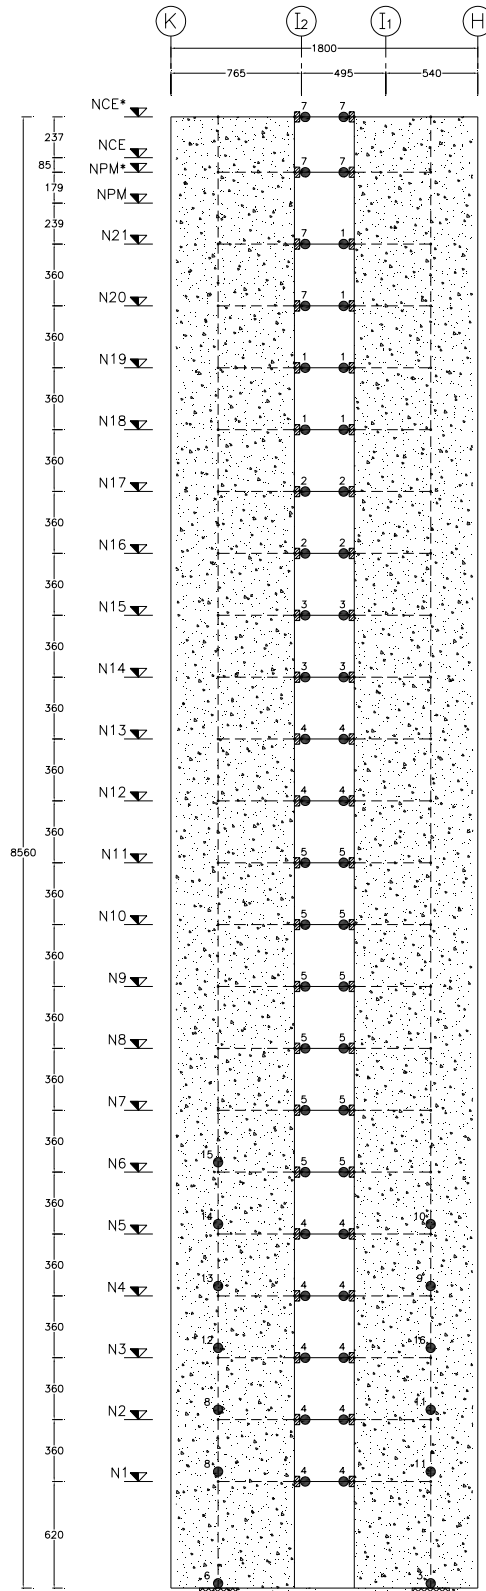 K I2 I1 H
1800
765 495 540
NCE* 7 7
237
NCE
85
NPM* 7 7
179
NPM
239
N21 7 1
360
N20 7 1
360
N19 1 1
360
N18 1 1
360
N17 2 2
360
N16 2 2
360
N15 3 3
360
N14 3 3
360
N13 4 4
360
N12 4 4
360
8560
N11 5 5
360
N10 5 5
360
N9 5 5
360
N8 5 5
360
N7 5 5
360
15
N6 5 5
360
14 10
N5 4 4
360
13 9
N4 4 4
360
12 16
N3 4 4
360
8 11
N2 4 4
360
8 11
N1 4 4
620
6 3